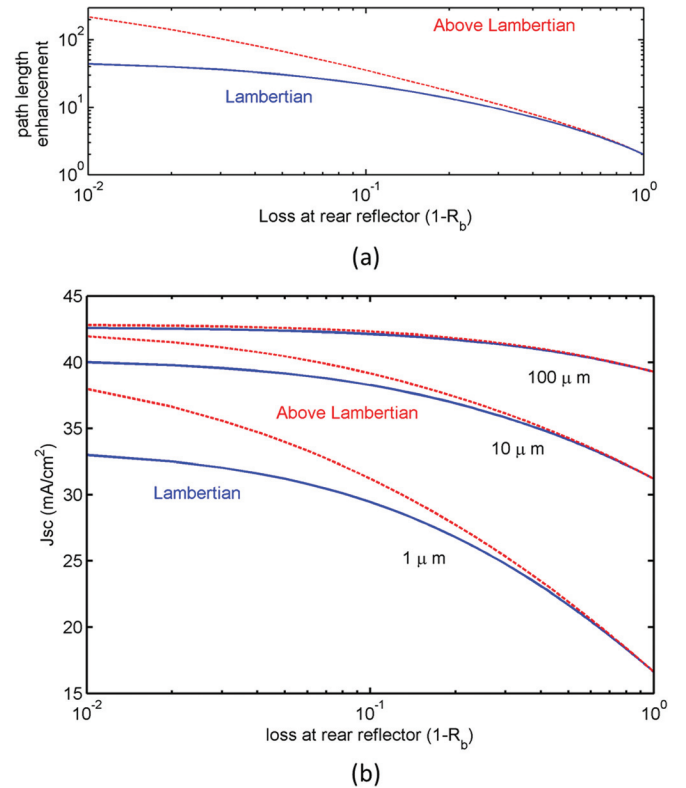 10²
10¹
10⁰
path length
enhancement
Above Lambertian
Lambertian
10⁻² 10⁻¹ 10⁰
Loss at rear reflector (1-R_b)
(a)
45
40
35
30
25
20
15
Jsc (mA/cm²)
100 μ m
10 μ m
Above Lambertian
Lambertian
1 μ m
10⁻² 10⁻¹ 10⁰
loss at rear reflector (1-R_b)
(b)